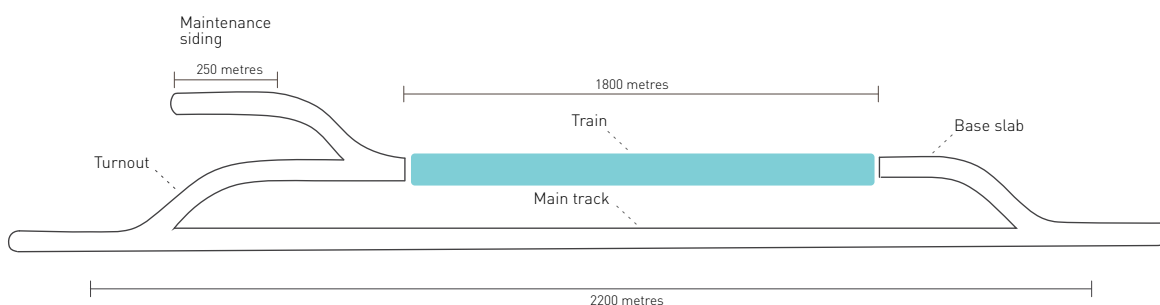 Maintenance
siding
250 metres
1800 metres
Train
Base slab
Turnout
Main track
2200 metres